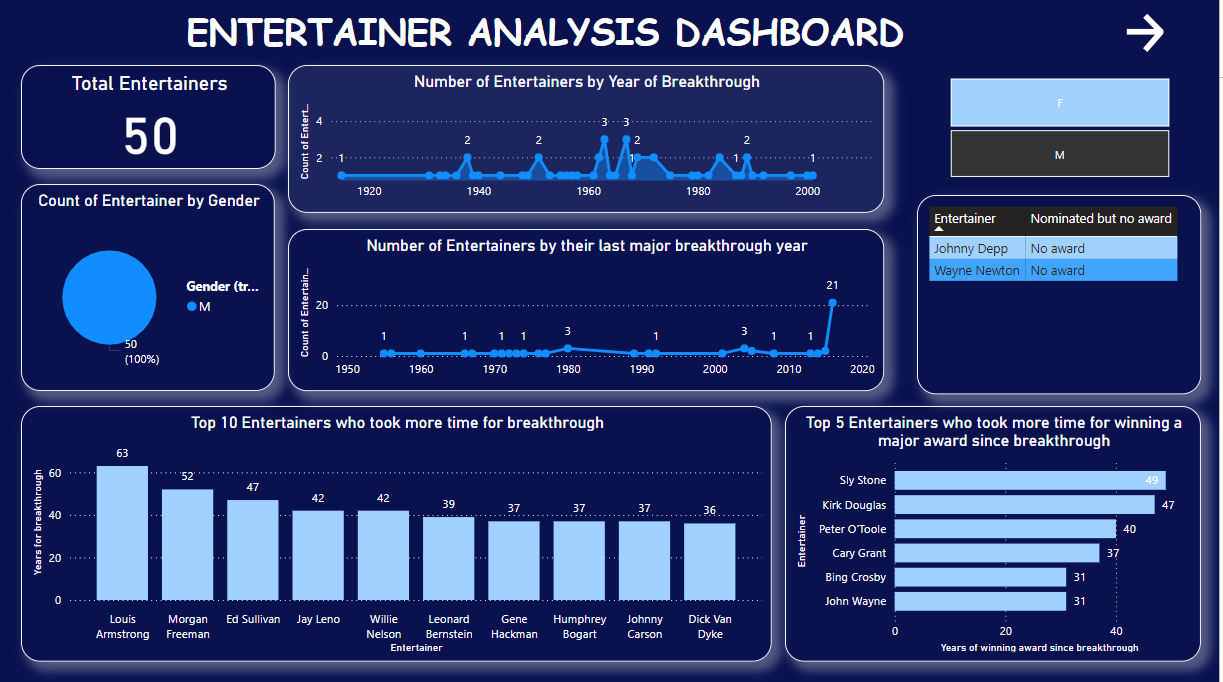 ENTERTAINER ANALYSIS DASHBOARD
Total Entertainers
50
Number of Entertainers by Year of Breakthrough
Count of Entert...
4
2
1
2
2
3
3
1
2
1
2
1
1920
1940
1960
1980
2000
F
M
Count of Entertainer by Gender
Gender (tr...
M
50
(100%)
Number of Entertainers by their last major breakthrough year
Count of Entertain...
20
0
1
1
1
1
3
1
3
1
1
21
1950
1960
1970
1980
1990
2000
2010
2020
Entertainer Nominated but no award
Johnny Depp No award
Wayne Newton No award
Top 10 Entertainers who took more time for breakthrough
Years for breakthrough
60
40
20
0
63
52
47
42
42
39
37
37
37
36
Louis
Armstrong
Morgan
Freeman
Ed Sullivan
Jay Leno
Willie
Nelson
Leonard
Bernstein
Gene
Hackman
Humphrey
Bogart
Johnny
Carson
Dick Van
Dyke
Entertainer
Top 5 Entertainers who took more time for winning a
major award since breakthrough
Entertainer
Sly Stone 49
Kirk Douglas 47
Peter O'Toole 40
Cary Grant 37
Bing Crosby 31
John Wayne 31
0
20
40
Years of winning award since breakthrough